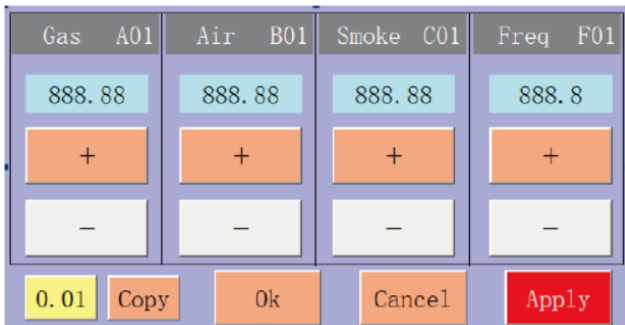 Gas A01 Air B01 Smoke C01 Freq F01
888.88 888.88 888.88 888.8
+ + + +
− − − −
0.01 Copy Ok Cancel Apply